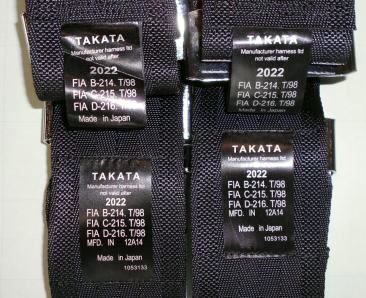 TAKATA
Manufacturer harness ltd
not valid after
2022
FIA B-214. T/98
FIA C-215. T/98
FIA D-216. T/98
Made in Japan
TAKATA
Manufacturer harness ltd
not valid after
2022
FIA B-214. T/98
FIA C-215. T/98
FIA D-216. T/98
Made in Japan
TAKATA
Manufacturer harness ltd
not valid after
2022
FIA B-214. T/98
FIA C-215. T/98
FIA D-216. T/98
MFD. IN 12A14
Made in Japan
1053133
TAKATA
Manufacturer harness ltd
not valid after
2022
FIA B-214. T/98
FIA C-215. T/98
FIA D-216. T/98
MFD. IN 12A14
Made in Japan
1053133